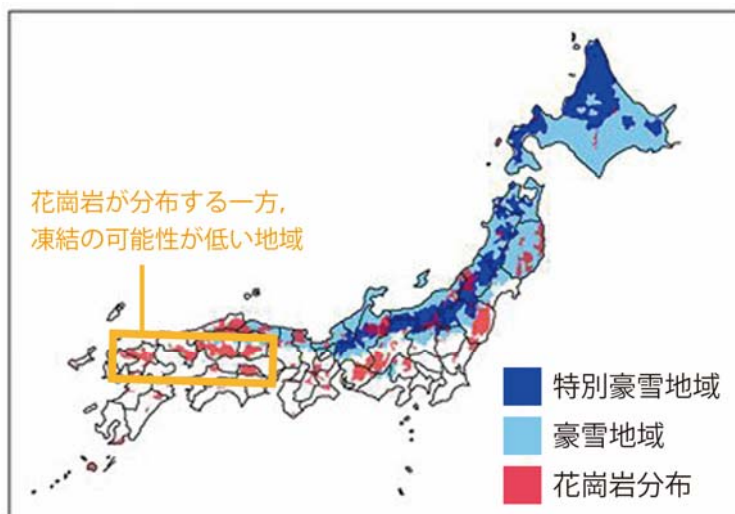 花崗岩が分布する一方,
凍結の可能性が低い地域
特別豪雪地域
豪雪地域
花崗岩分布